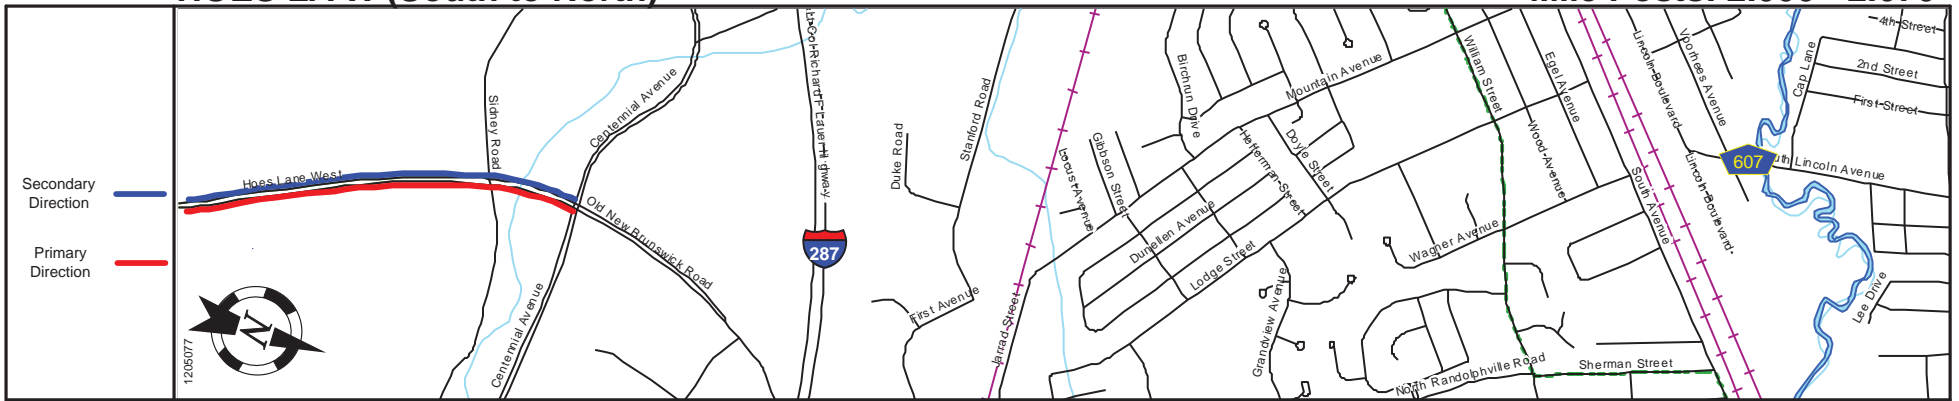 Secondary
Direction
Primary
Direction
1205077
N
Hoes Lane West
Sidney Road
Centennial Avenue
Centennial Avenue
Old New Brunswick Road
287
Duke Road
Stanford Road
First Avenue
Jarrad Street
Locust Avenue
Gibbson Street
Birchrun Drive
Mountain Avenue
Dunellen Avenue
Lodge Street
Doyle Street
Grandview Avenue
Wagner Avenue
William Street
Egel Avenue
Wood Avenue
South Avenue
Lincoln Boulevard
Lincoln Boulevard
Voorhees Avenue
607
Lincoln Avenue
Cap Lane
4th Street
2nd Street
First Street
Lee Drive
North Randolphville Road
Sherman Street